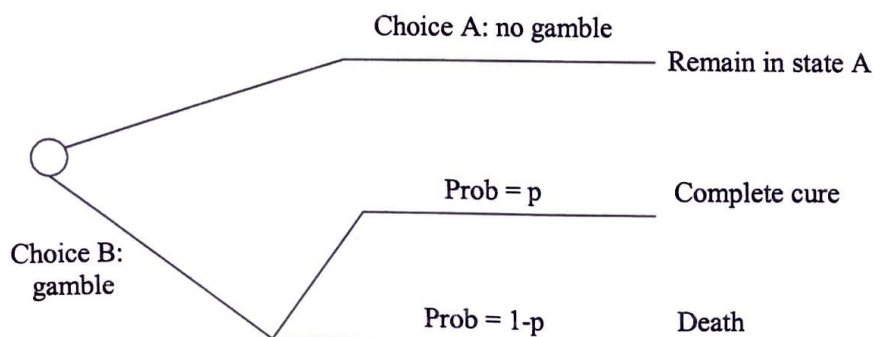 Choice A: no gamble
Remain in state A
Prob = p
Complete cure
Choice B:
gamble
Prob = 1-p
Death